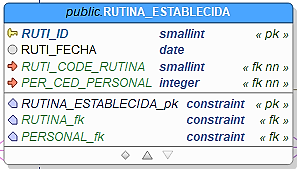 public.RUTINA_ESTABLECIDA
RUTI_ID smallint « pk »
RUTI_FECHA date
RUTI_CODE_RUTI smallint « fk nn »
PER_CED_PERSONAL integer « fk nn »
RUTINA_ESTABLECIDA_pk constraint « pk »
RUTINA_fk constraint « fk »
PERSONAL_fk constraint « fk »